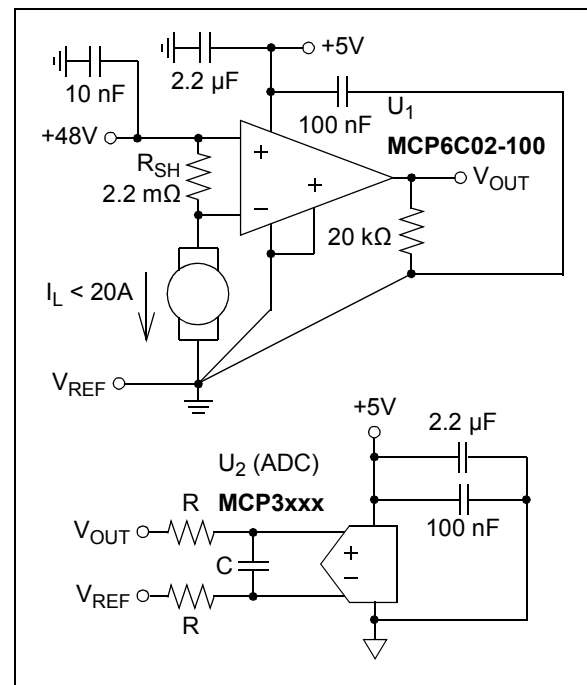 +5V
2.2 µF
10 nF
100 nF
U1
MCP6C02-100
+48V
RSH
2.2 mΩ
+
−
+
VOUT
20 kΩ
IL < 20A
VREF
+5V
2.2 µF
U2 (ADC)
MCP3xxx
100 nF
R
VOUT
+
−
C
VREF
R